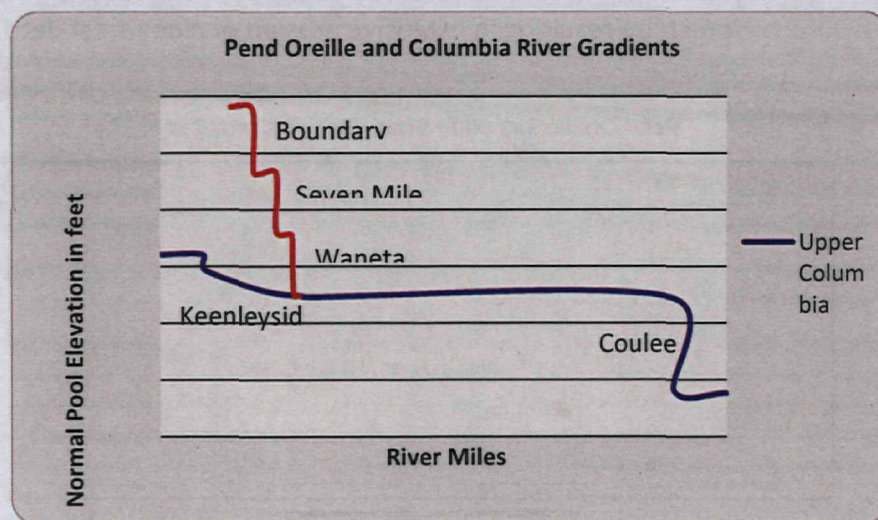 Pend Oreille and Columbia River Gradients
Normal Pool Elevation in feet
Boundary
Seven Mile
Waneta
Keenleysid
Coulee
Upper
Colum
bia
River Miles